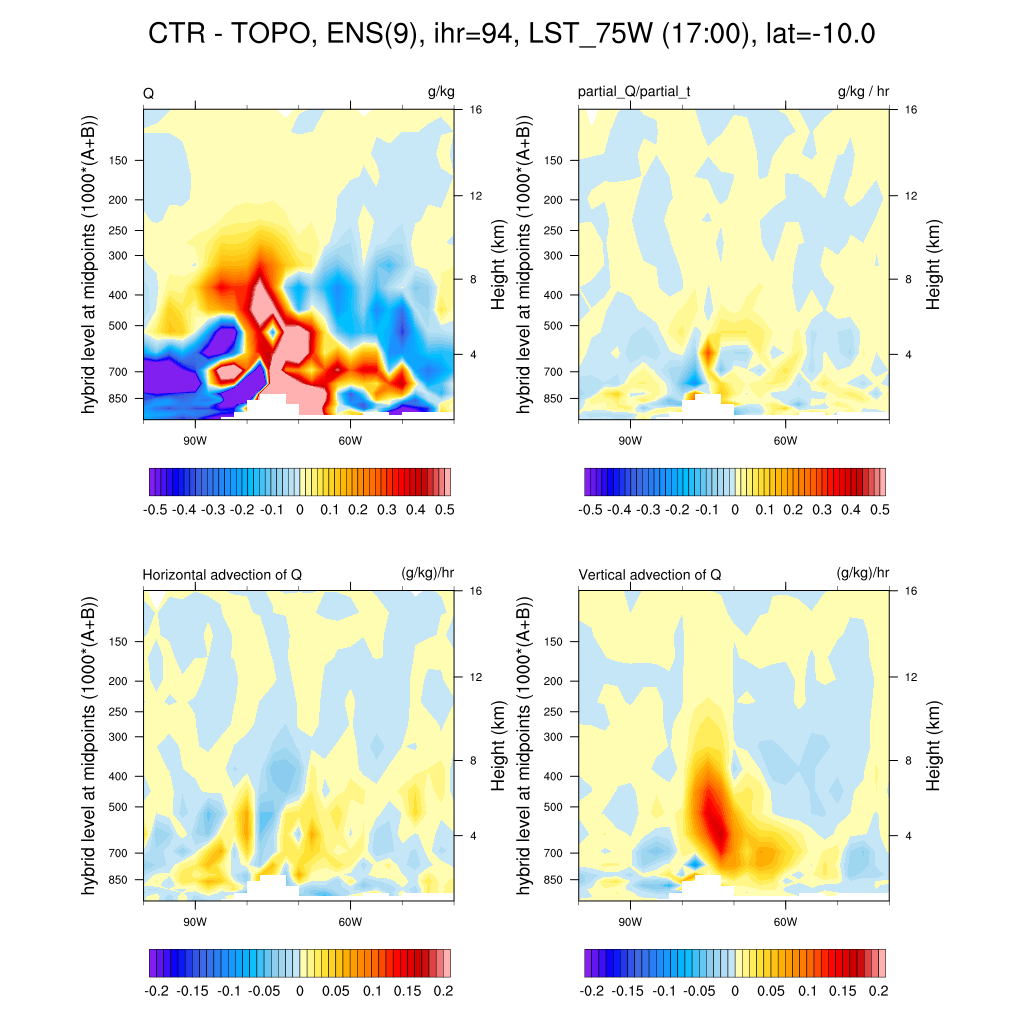 CTR - TOPO, ENS(9), ihr=94, LST_75W (17:00), lat=-10.0
Q g/kg
hybrid level at midpoints (1000*(A+B))
150
200
250
300
400
500
700
850
16
12
8
4
Height (km)
90W 60W
-0.5 -0.4 -0.3 -0.2 -0.1 0 0.1 0.2 0.3 0.4 0.5
partial_Q/partial_t g/kg / hr
hybrid level at midpoints (1000*(A+B))
150
200
250
300
400
500
700
850
16
12
8
4
Height (km)
90W 60W
-0.5 -0.4 -0.3 -0.2 -0.1 0 0.1 0.2 0.3 0.4 0.5
Horizontal advection of Q (g/kg)/hr
hybrid level at midpoints (1000*(A+B))
150
200
250
300
400
500
700
850
16
12
8
4
Height (km)
90W 60W
-0.2 -0.15 -0.1 -0.05 0 0.05 0.1 0.15 0.2
Vertical advection of Q (g/kg)/hr
hybrid level at midpoints (1000*(A+B))
150
200
250
300
400
500
700
850
16
12
8
4
Height (km)
90W 60W
-0.2 -0.15 -0.1 -0.05 0 0.05 0.1 0.15 0.2